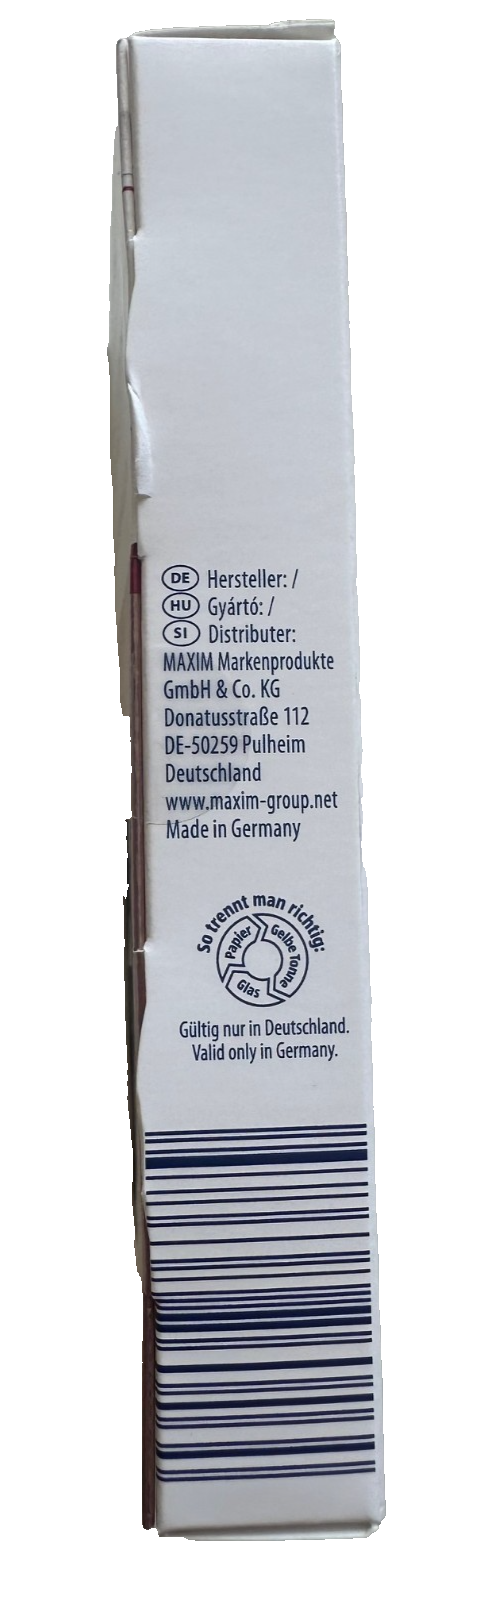 DE Hersteller: /
HU Gyártó: /
SI Distributer:
MAXIM Markenprodukte
GmbH & Co. KG
Donatusstraße 112
DE-50259 Pulheim
Deutschland
www.maxim-group.net
Made in Germany
So trennt man richtig:
Papier
Gelbe Tonne
Glas
Gültig nur in Deutschland.
Valid only in Germany.